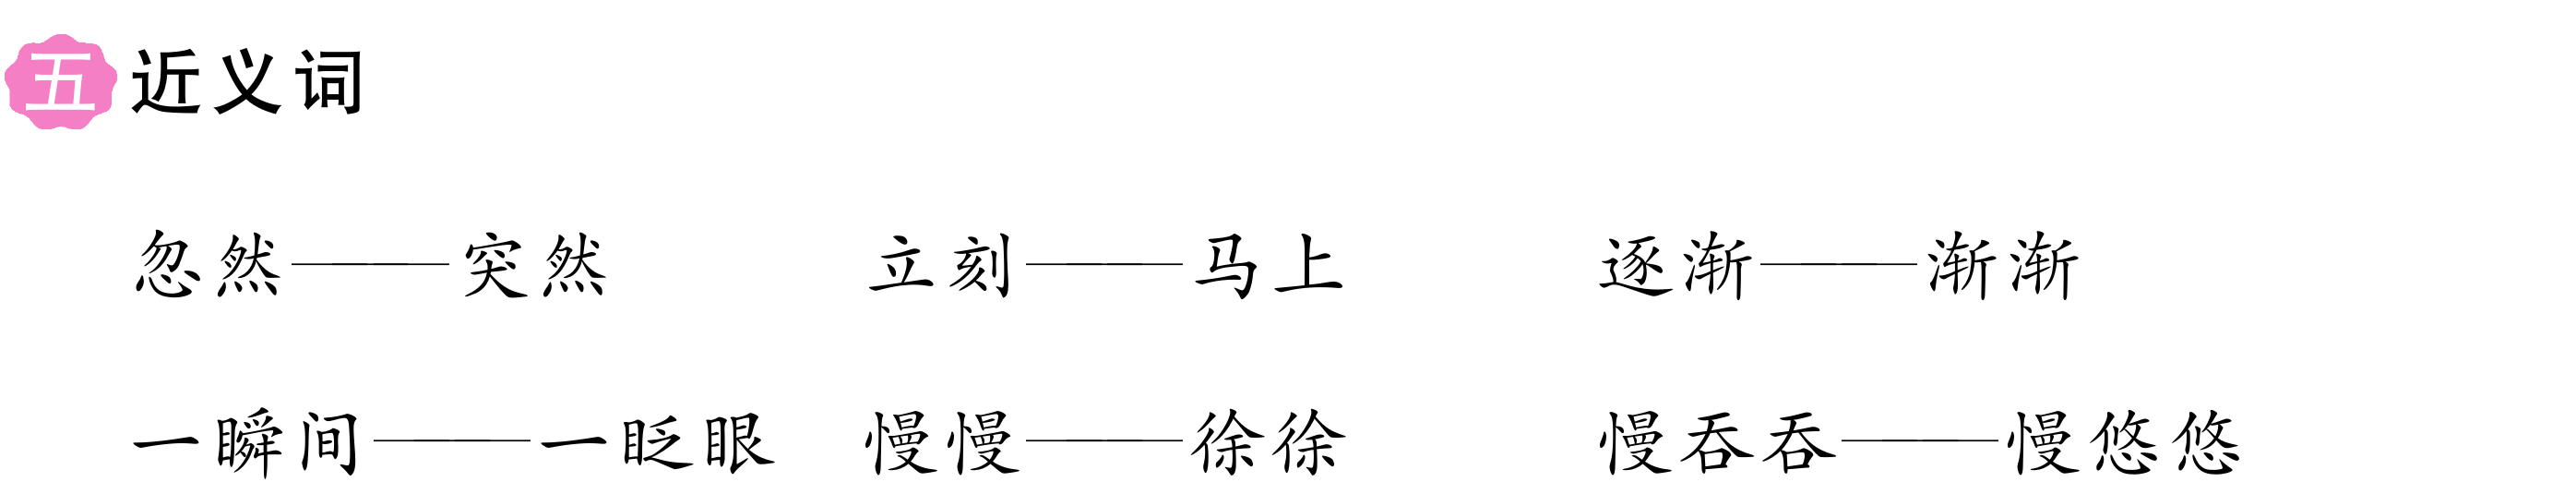 五 近义词
忽然——突然 立刻——马上 逐渐——渐渐
一瞬间——一眨眼 慢慢——徐徐 慢吞吞——慢悠悠